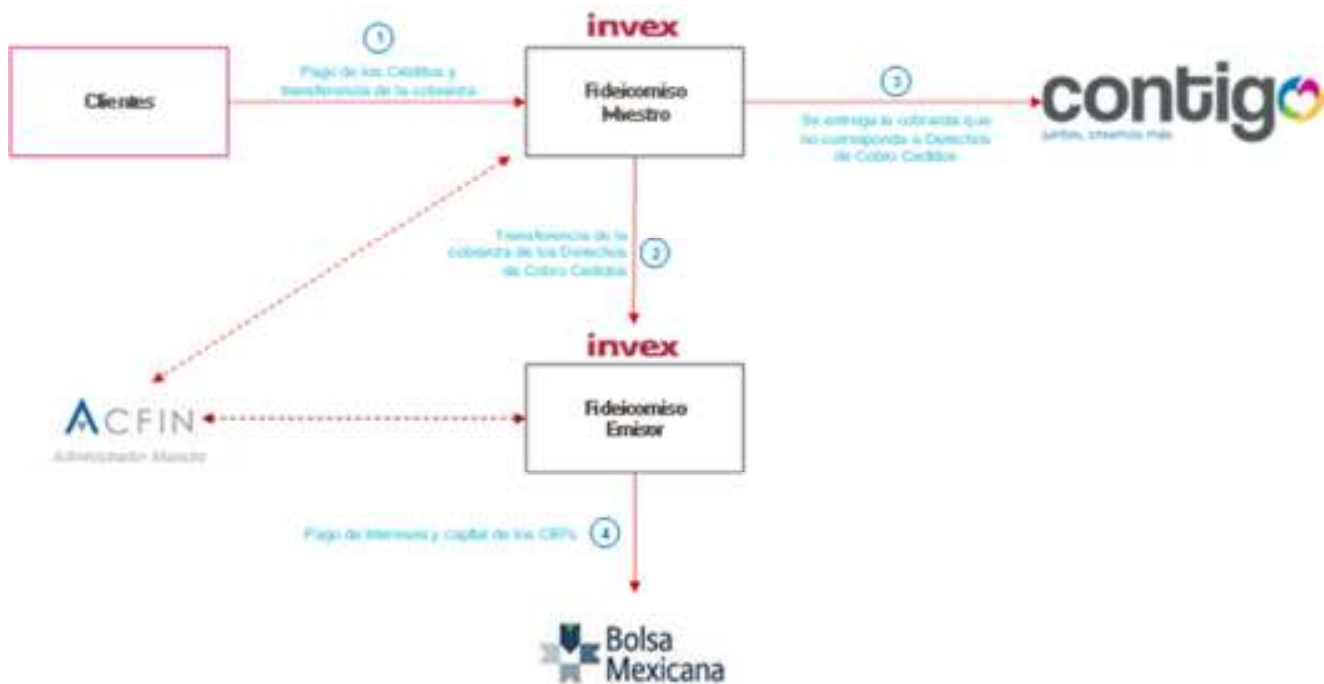 invex
1
Pago de los Créditos y
transferencia de la cobranza
Clientes
Fideicomiso
Maestro
3
Se entrega la cobranza que
no corresponda a Derechos
de Cobro Cedidos
contigo
juntos, crecemos más
Transferencia de la
cobranza de los Derechos
de Cobro Cedidos
2
invex
Fideicomiso
Emisor
ACFIN
Administrador Maestro
Pago de intereses y capital de los CBFs
4
Bolsa
Mexicana